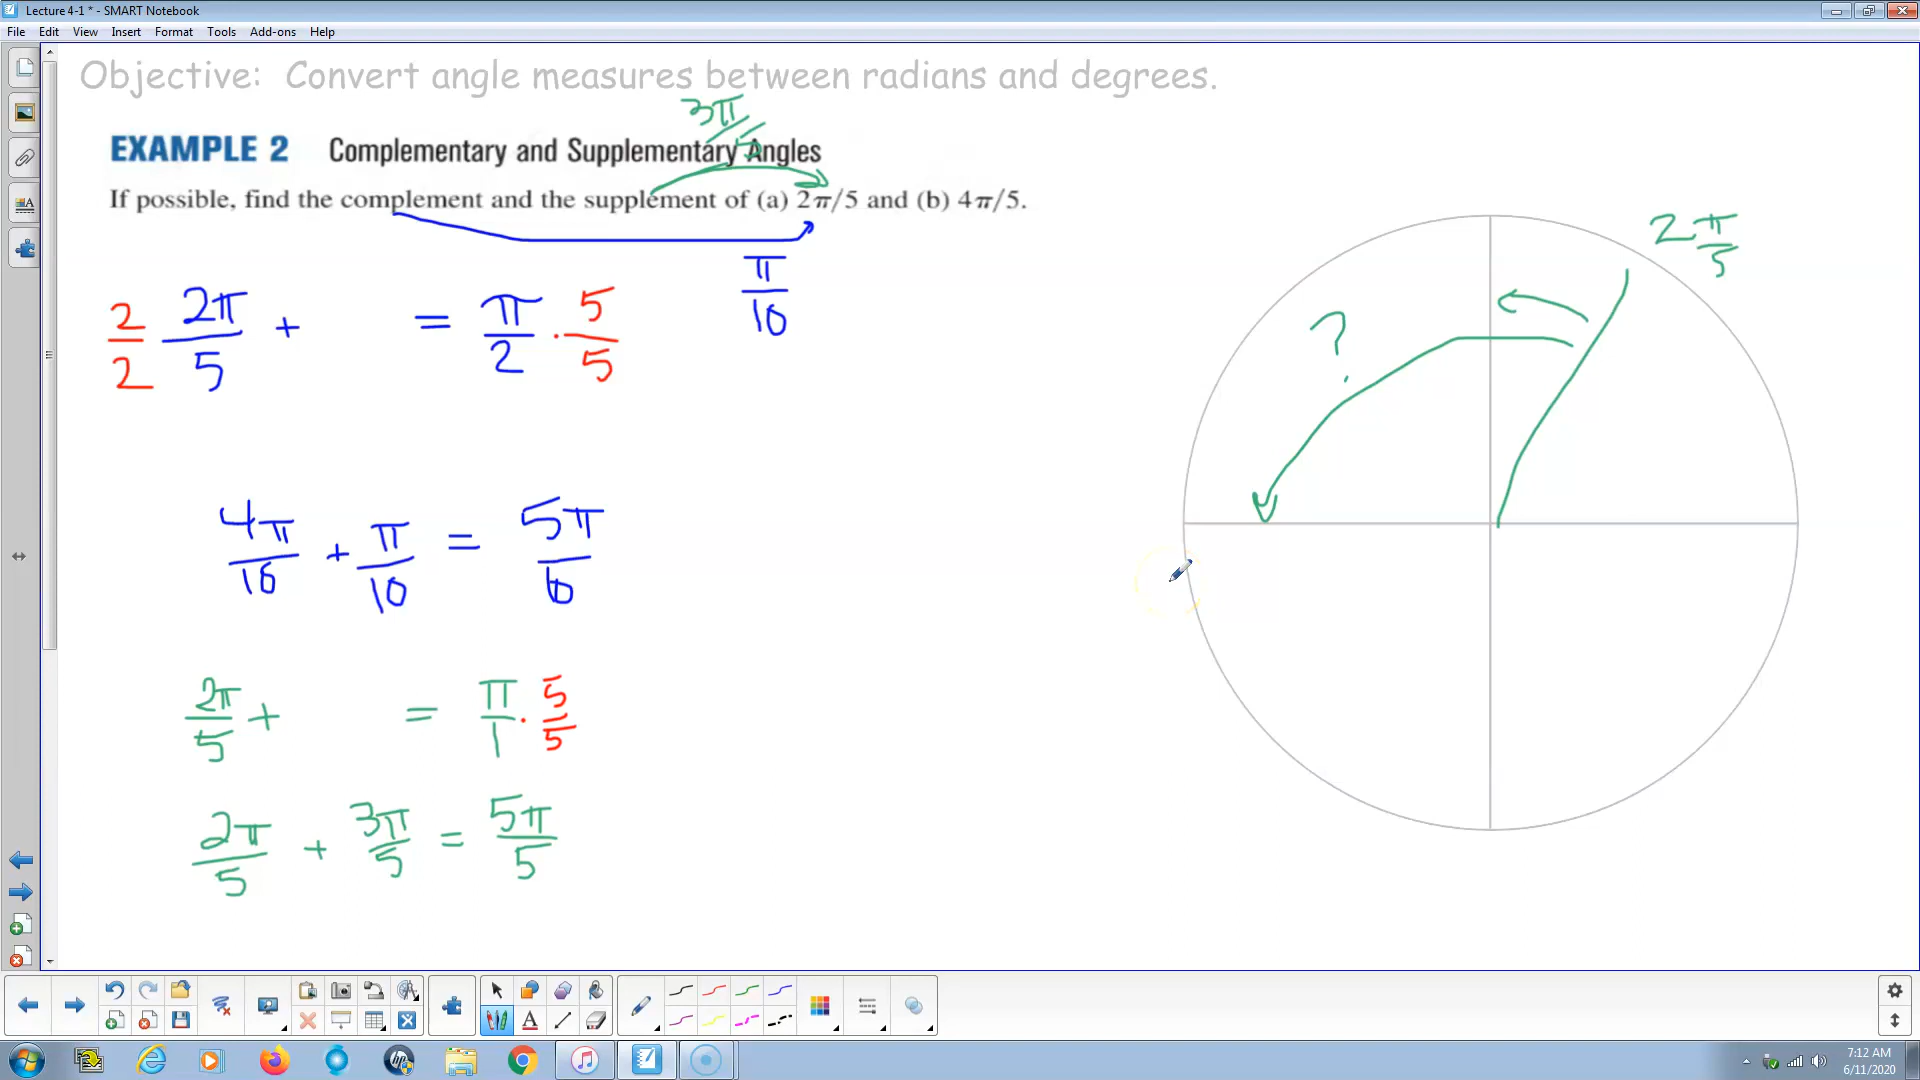 Lecture 4-1 * - SMART Notebook
File Edit View Insert Format Tools Add-ons Help
Objective: Convert angle measures between radians and degrees.
3π/5
EXAMPLE 2 Complementary and Supplementary Angles
If possible, find the complement and the supplement of (a) 2π/5 and (b) 4π/5.
2π/5
π/10
2/2 2π/5 + = π/2 · 5/5
?
4π/10 + π/10 = 5π/10
2π/5 + = π/1 · 5/5
2π/5 + 3π/5 = 5π/5
7:12 AM
6/11/2020